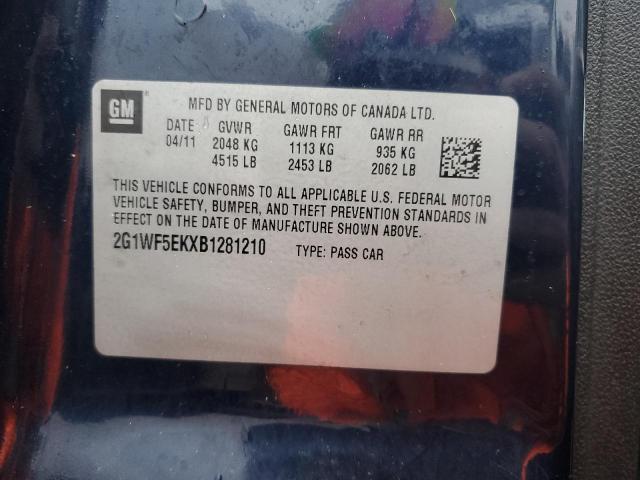 GM
MFD BY GENERAL MOTORS OF CANADA LTD.
DATE GVWR GAWR FRT GAWR RR
04/11 2048 KG 1113 KG 935 KG
4515 LB 2453 LB 2062 LB
THIS VEHICLE CONFORMS TO ALL APPLICABLE U.S. FEDERAL MOTOR
VEHICLE SAFETY, BUMPER, AND THEFT PREVENTION STANDARDS IN
EFFECT ON THE DATE OF MANUFACTURE SHOWN ABOVE.
2G1WF5EKXB1281210 TYPE: PASS CAR